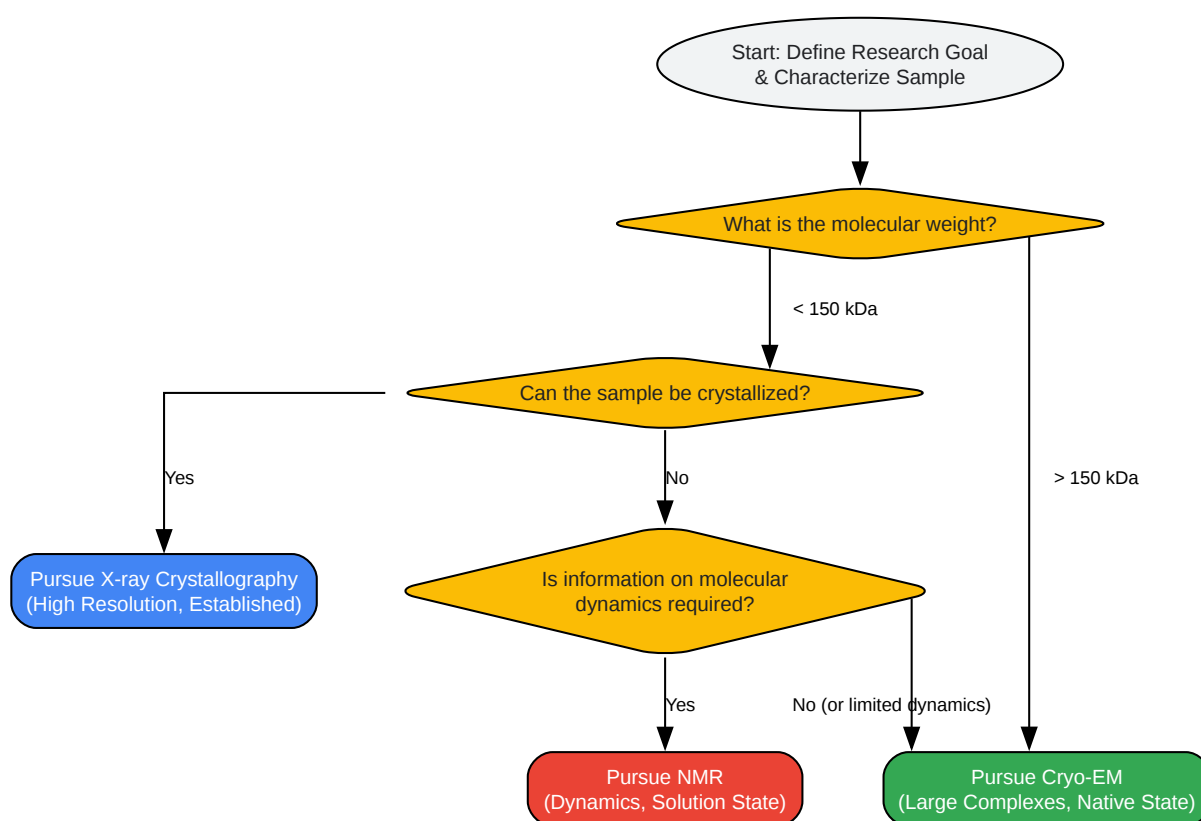 Start: Define Research Goal
& Characterize Sample
What is the molecular weight?
< 150 kDa
Can the sample be crystallized?
Yes
No
> 150 kDa
Pursue X-ray Crystallography
(High Resolution, Established)
Is information on molecular
dynamics required?
Yes
No (or limited dynamics)
Pursue NMR
(Dynamics, Solution State)
Pursue Cryo-EM
(Large Complexes, Native State)